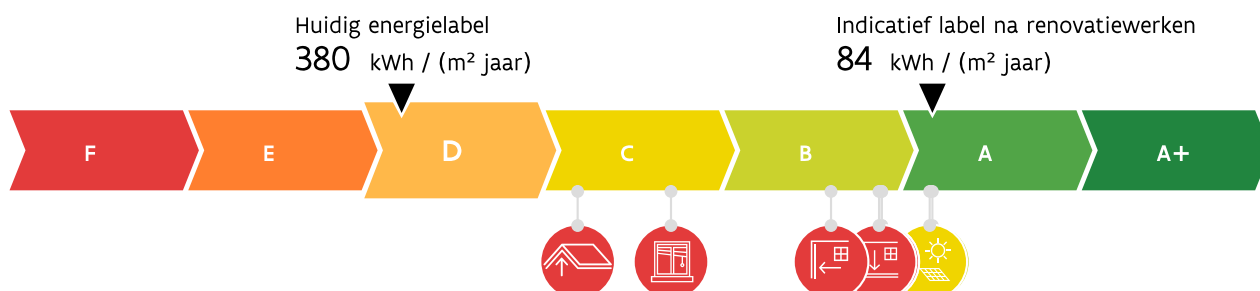 Huidig energielabel
380 kWh / (m² jaar)
Indicatief label na renovatiewerken
84 kWh / (m² jaar)
F E D C B A A+